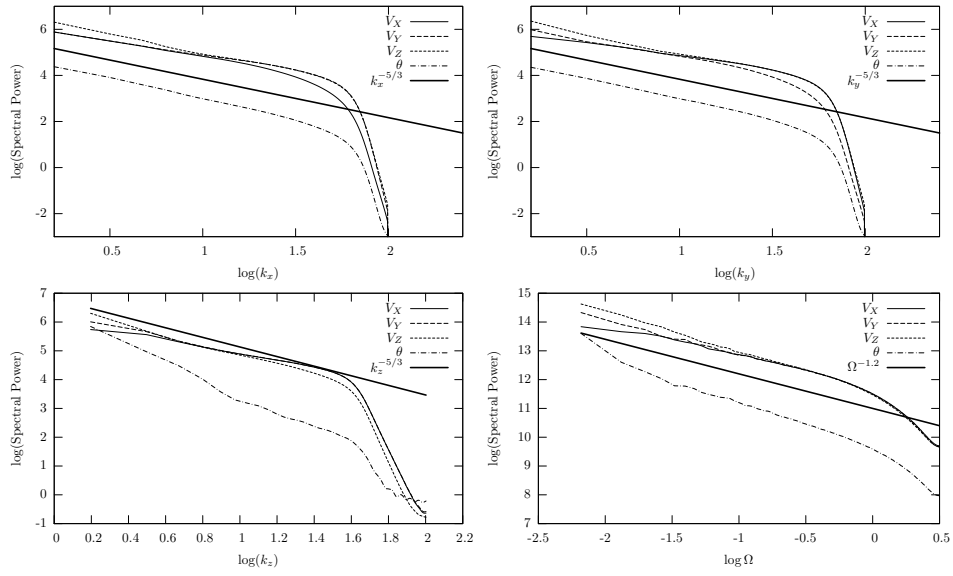 6
4
2
0
-2
0.5
1
1.5
2
log(Spectral Power)
log(k_x)
V_X
V_Y
V_Z
θ
k_x^{-5/3}
6
4
2
0
-2
0.5
1
1.5
2
log(Spectral Power)
log(k_y)
V_X
V_Y
V_Z
θ
k_y^{-5/3}
7
6
5
4
3
2
1
0
-1
0
0.2
0.4
0.6
0.8
1
1.2
1.4
1.6
1.8
2
2.2
log(Spectral Power)
log(k_z)
V_X
V_Y
V_Z
θ
k_z^{-5/3}
15
14
13
12
11
10
9
8
7
-2.5
-2
-1.5
-1
-0.5
0
0.5
log(Spectral Power)
log Ω
V_X
V_Y
V_Z
θ
Ω^{-1.2}